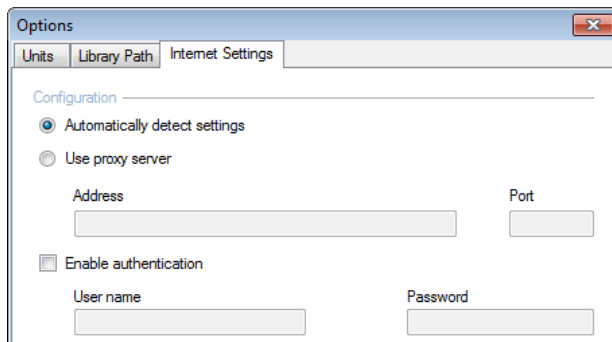 Options
Units Library Path Internet Settings
Configuration
Automatically detect settings
Use proxy server
Address Port
Enable authentication
User name Password